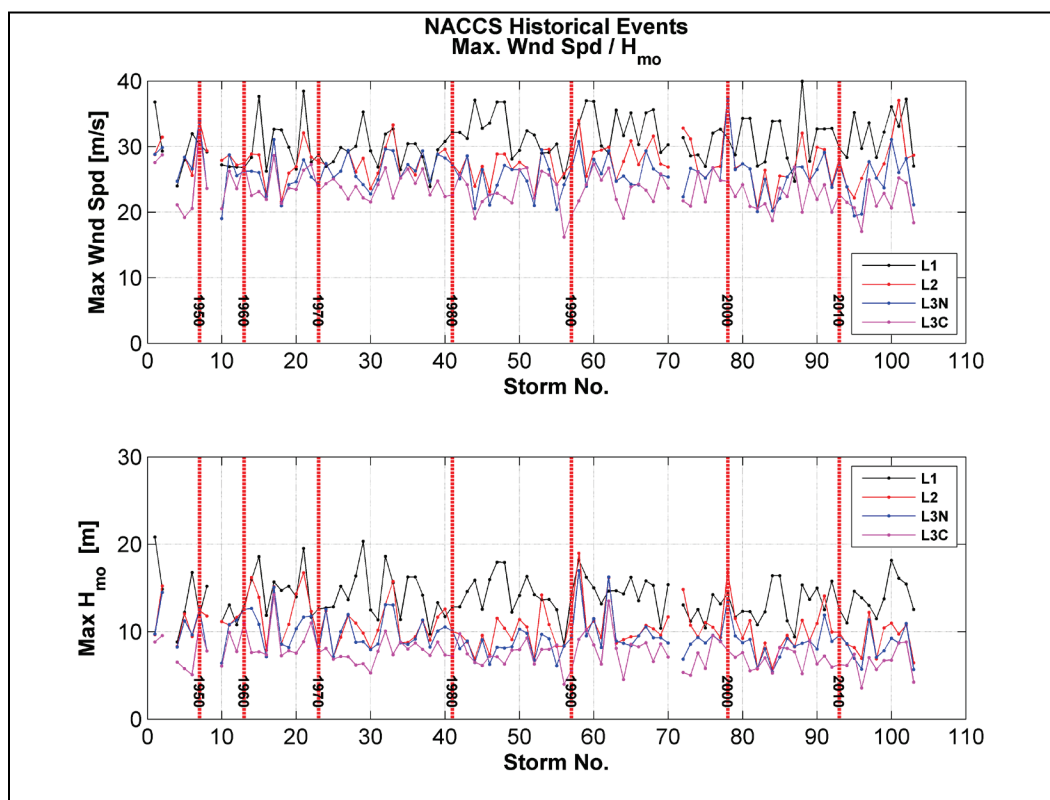 NACCS Historical Events
Max. Wnd Spd / Hmo
Max Wnd Spd [m/s]
40
30
20
10
0
1950
1960
1970
1980
1990
2000
2010
L1
L2
L3N
L3C
0 10 20 30 40 50 60 70 80 90 100 110
Storm No.
Max Hmo [m]
30
20
10
0
1950
1960
1970
1980
1990
2000
2010
L1
L2
L3N
L3C
0 10 20 30 40 50 60 70 80 90 100 110
Storm No.